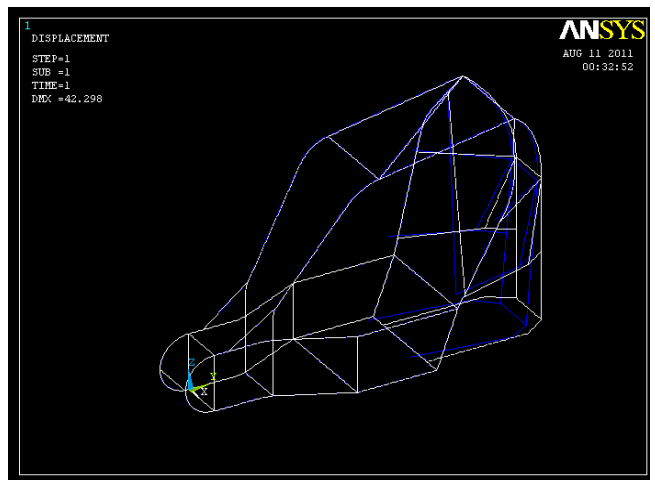 1
DISPLACEMENT
STEP=1
SUB =1
TIME=1
DMX =42.298
ANSYS
AUG 11 2011
00:32:52
Z
Y
X